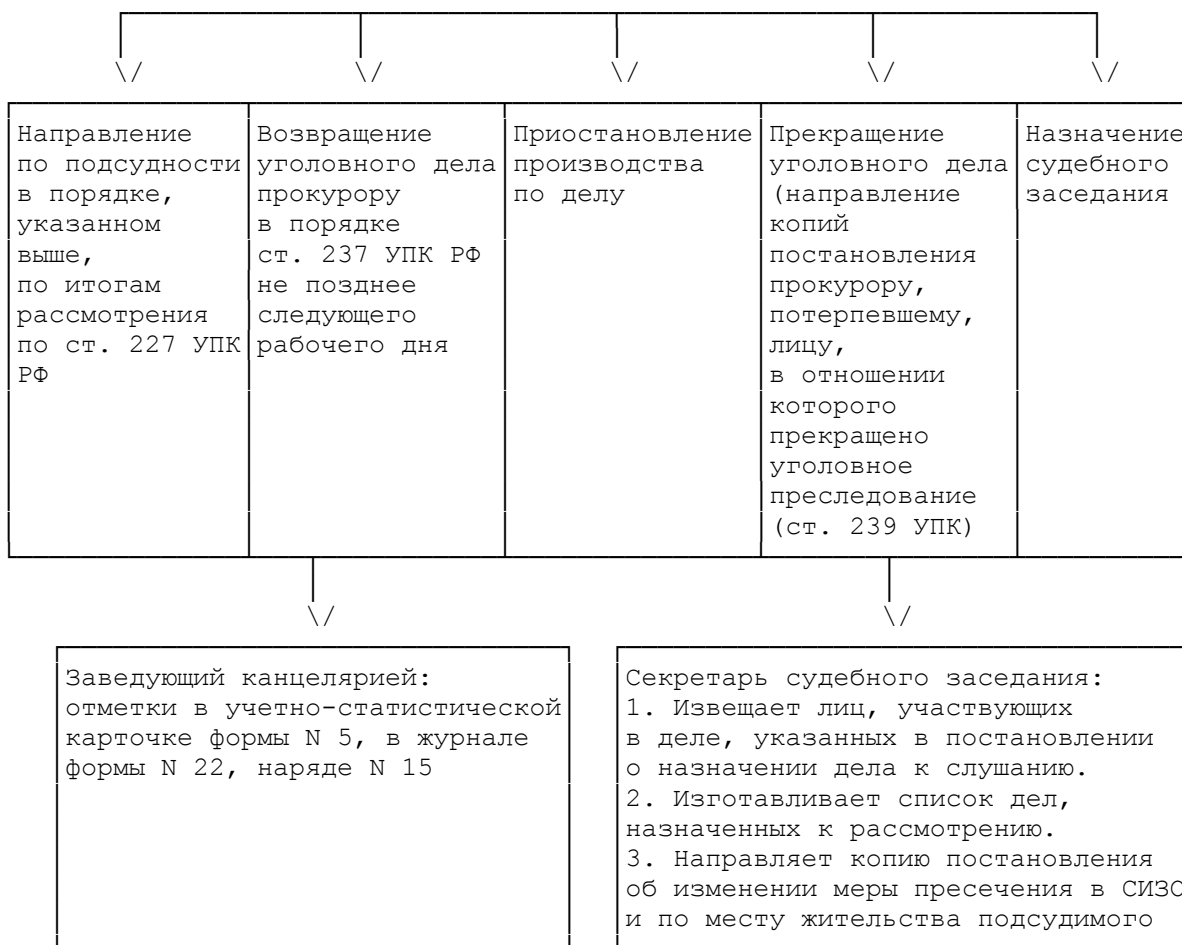 Направление
по подсудности
в порядке,
указанном
выше,
по итогам
рассмотрения
по ст. 227 УПК
РФ
Возвращение
уголовного дела
прокурору
в порядке
ст. 237 УПК РФ
не позднее
следующего
рабочего дня
Приостановление
производства
по делу
Прекращение
уголовного дела
(направление
копий
постановления
прокурору,
потерпевшему,
лицу,
в отношении
которого
прекращено
уголовное
преследование
(ст. 239 УПК)
Назначение
судебного
заседания
Заведующий канцелярией:
отметки в учетно-статистической
карточке формы N 5, в журнале
формы N 22, наряде N 15
Секретарь судебного заседания:
1. Извещает лиц, участвующих
в деле, указанных в постановлении
о назначении дела к слушанию.
2. Изготавливает список дел,
назначенных к рассмотрению.
3. Направляет копию постановления
об изменении меры пресечения в СИЗО
и по месту жительства подсудимого